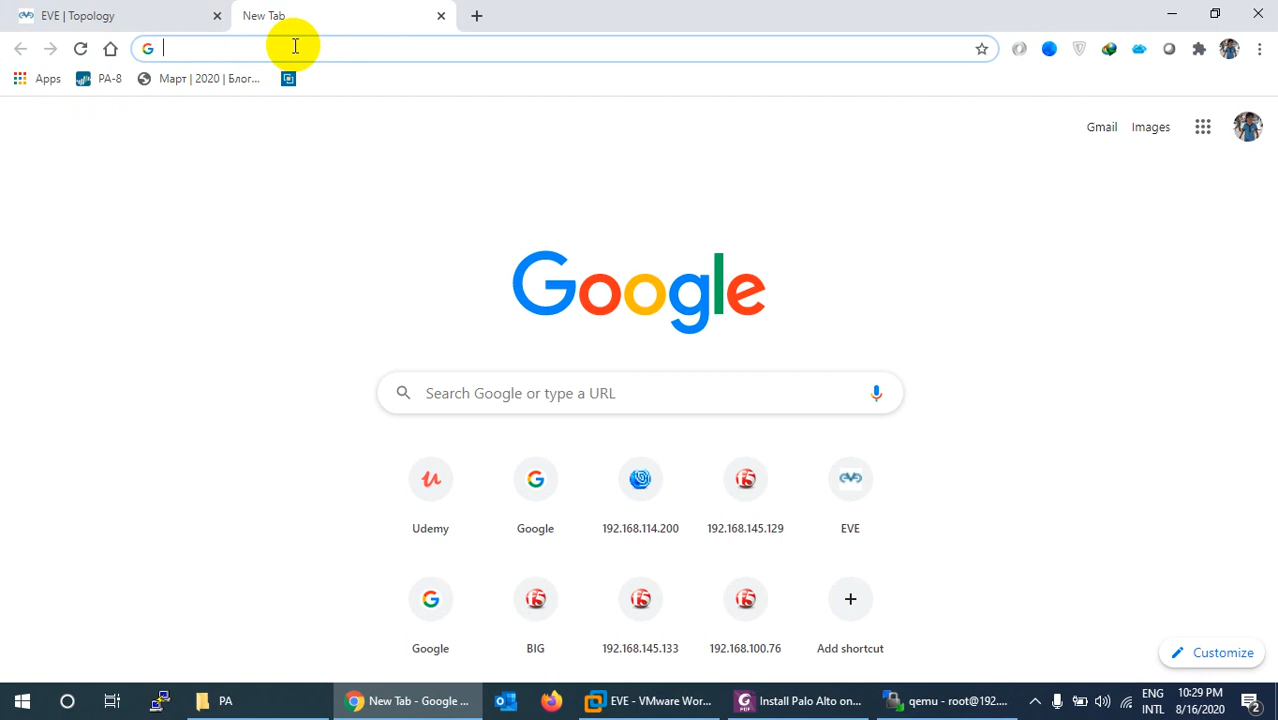 EVE | Topology
New Tab
Apps
PA-8
Март | 2020 | Блог...
Gmail
Images
Google
Search Google or type a URL
Udemy
Google
192.168.114.200
192.168.145.129
EVE
Google
BIG
192.168.145.133
192.168.100.76
Add shortcut
Customize
PA
New Tab - Google ...
EVE - VMware Wor...
Install Palo Alto on...
qemu - root@192....
ENG
INTL
10:29 PM
8/16/2020
2